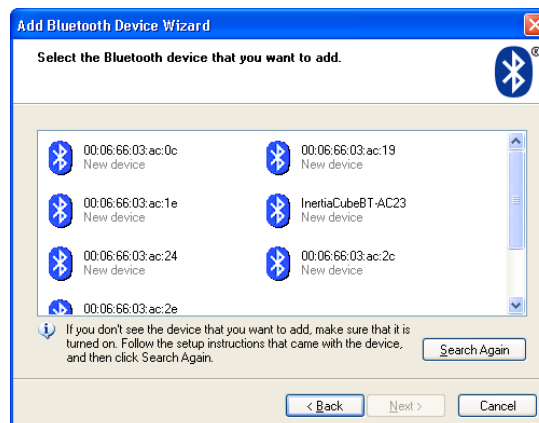 Add Bluetooth Device Wizard
Select the Bluetooth device that you want to add.
®
00:06:66:03:ac:0c
New device
00:06:66:03:ac:19
New device
00:06:66:03:ac:1e
New device
InertiaCubeBT-AC23
New device
00:06:66:03:ac:24
New device
00:06:66:03:ac:2c
New device
00:06:66:03:ac:2e
If you don't see the device that you want to add, make sure that it is
turned on. Follow the setup instructions that came with the device,
and then click Search Again.
Search Again
< Back
Next >
Cancel